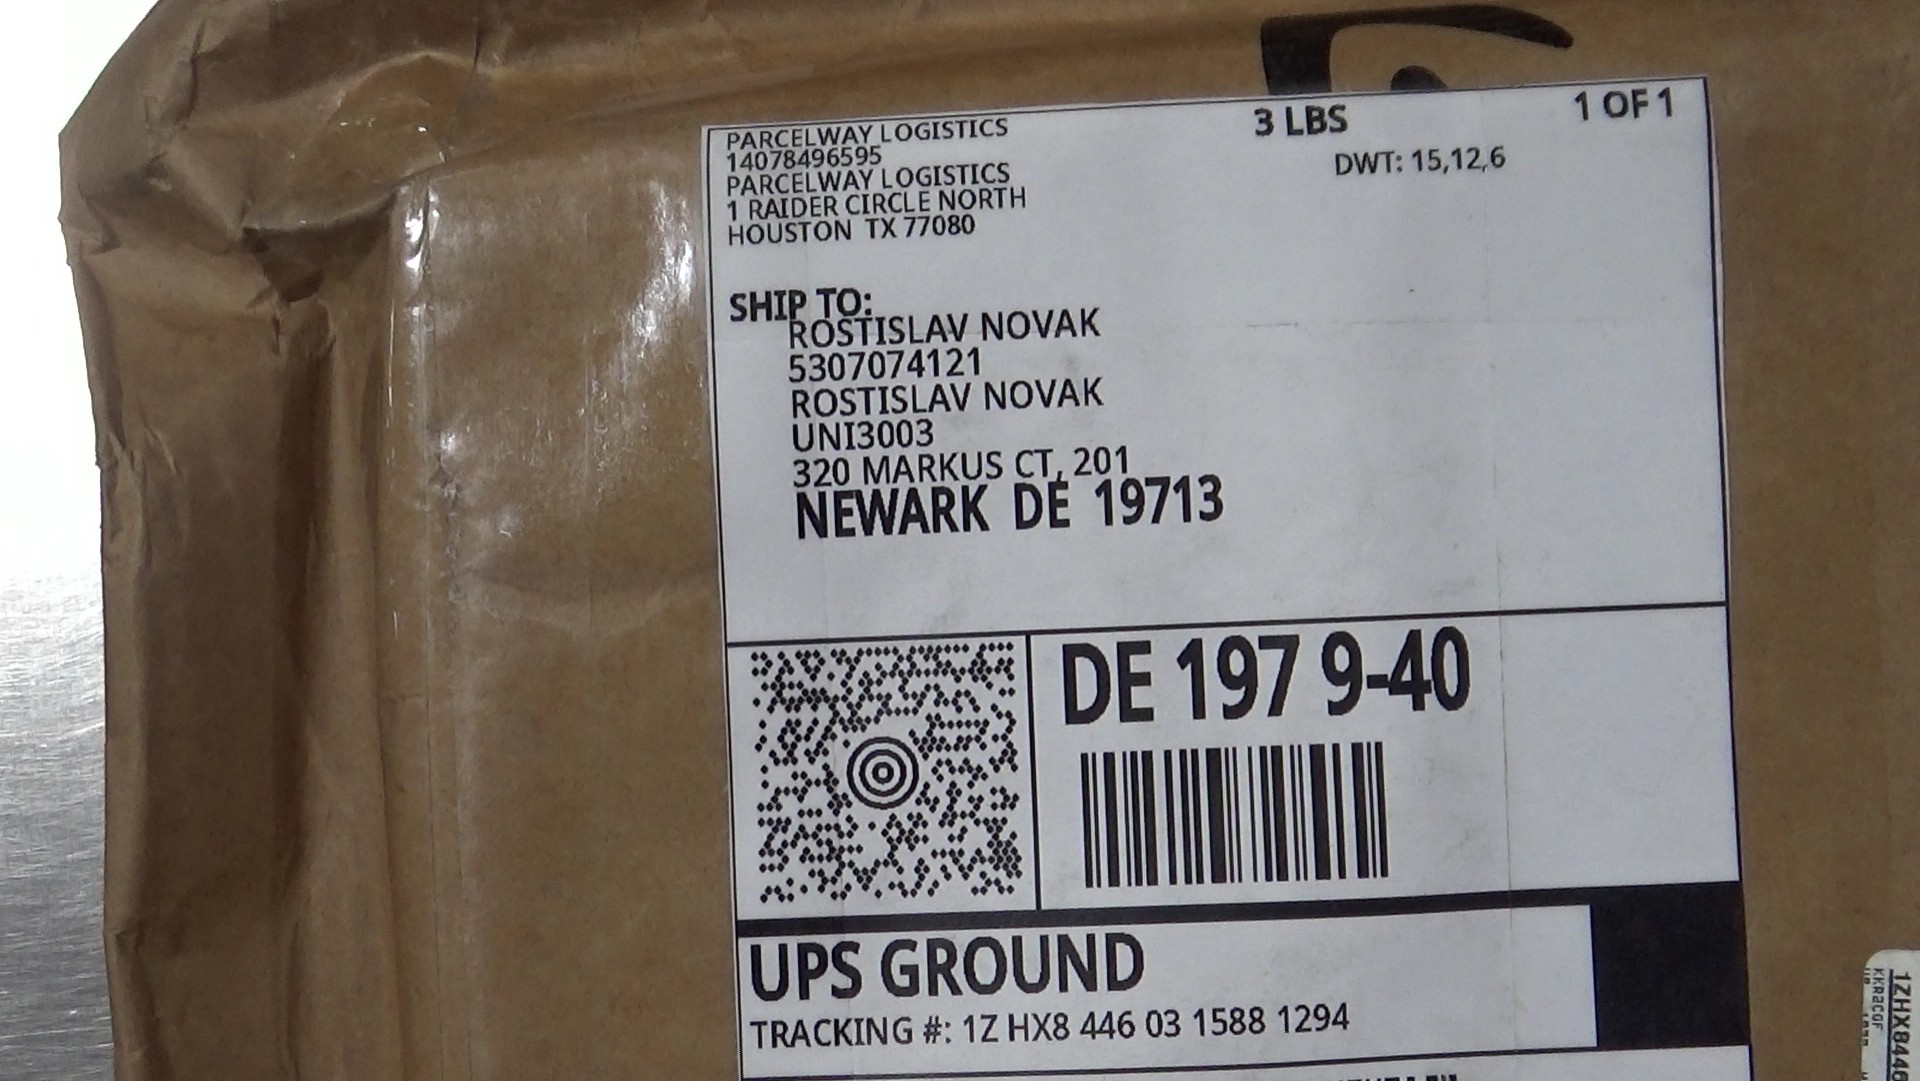 PARCELWAY LOGISTICS
14078496595
PARCELWAY LOGISTICS
1 RAIDER CIRCLE NORTH
HOUSTON TX 77080
3 LBS
1 OF 1
DWT: 15,12,6
SHIP TO:
ROSTISLAV NOVAK
5307074121
ROSTISLAV NOVAK
UNI3003
320 MARKUS CT, 201
NEWARK DE 19713
DE 197 9-40
UPS GROUND
TRACKING #: 1Z HX8 446 03 1588 1294
1ZHX8446